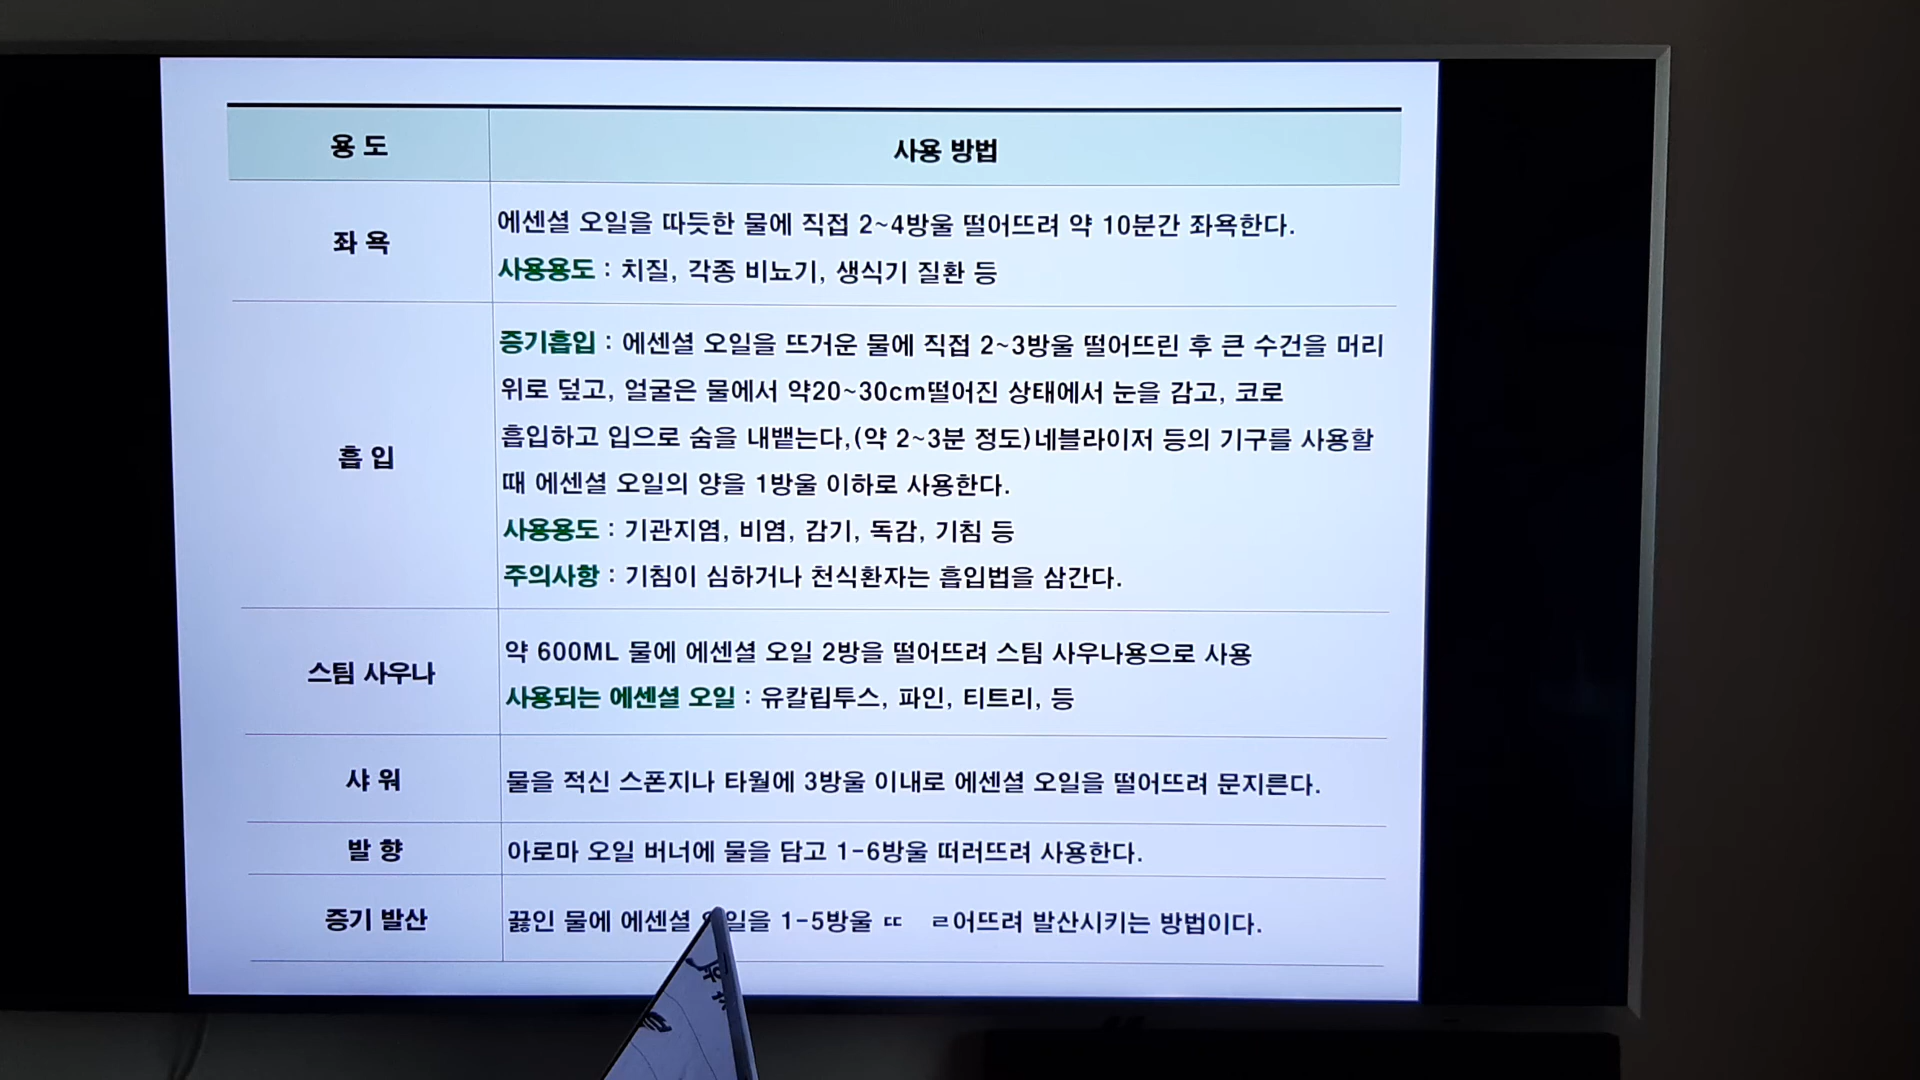 용 도
사용 방법
좌 욕
에센셜 오일을 따듯한 물에 직접 2~4방울 떨어뜨려 약 10분간 좌욕한다.
사용용도 : 치질, 각종 비뇨기, 생식기 질환 등
흡 입
증기흡입 : 에센셜 오일을 뜨거운 물에 직접 2~3방울 떨어뜨린 후 큰 수건을 머리
위로 덮고, 얼굴은 물에서 약20~30cm떨어진 상태에서 눈을 감고, 코로
흡입하고 입으로 숨을 내뱉는다,(약 2~3분 정도)네블라이저 등의 기구를 사용할
때 에센셜 오일의 양을 1방울 이하로 사용한다.
사용용도 : 기관지염, 비염, 감기, 독감, 기침 등
주의사항 : 기침이 심하거나 천식환자는 흡입법을 삼간다.
스팀 사우나
약 600ML 물에 에센셜 오일 2방을 떨어뜨려 스팀 사우나용으로 사용
사용되는 에센셜 오일 : 유칼립투스, 파인, 티트리, 등
샤 워
물을 적신 스폰지나 타월에 3방울 이내로 에센셜 오일을 떨어뜨려 문지른다.
발 향
아로마 오일 버너에 물을 담고 1-6방울 떠러뜨려 사용한다.
증기 발산
끓인 물에 에센셜 오일을 1-5방울 ㄸ ㄹ어뜨려 발산시키는 방법이다.